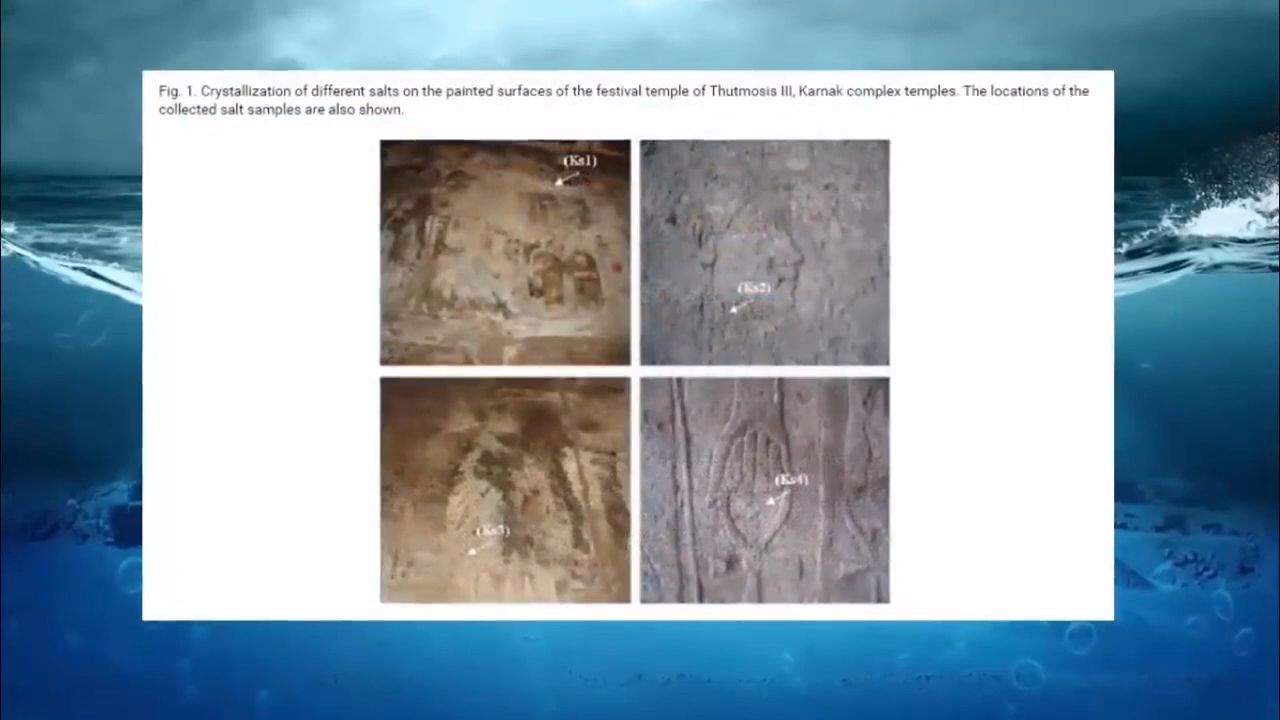 Fig. 1. Crystallization of different salts on the painted surfaces of the festival temple of Thutmosis III, Karnak complex temples. The locations of the
collected salt samples are also shown.
(Ks1)
(Ks2)
(Ks3)
(Ks4)